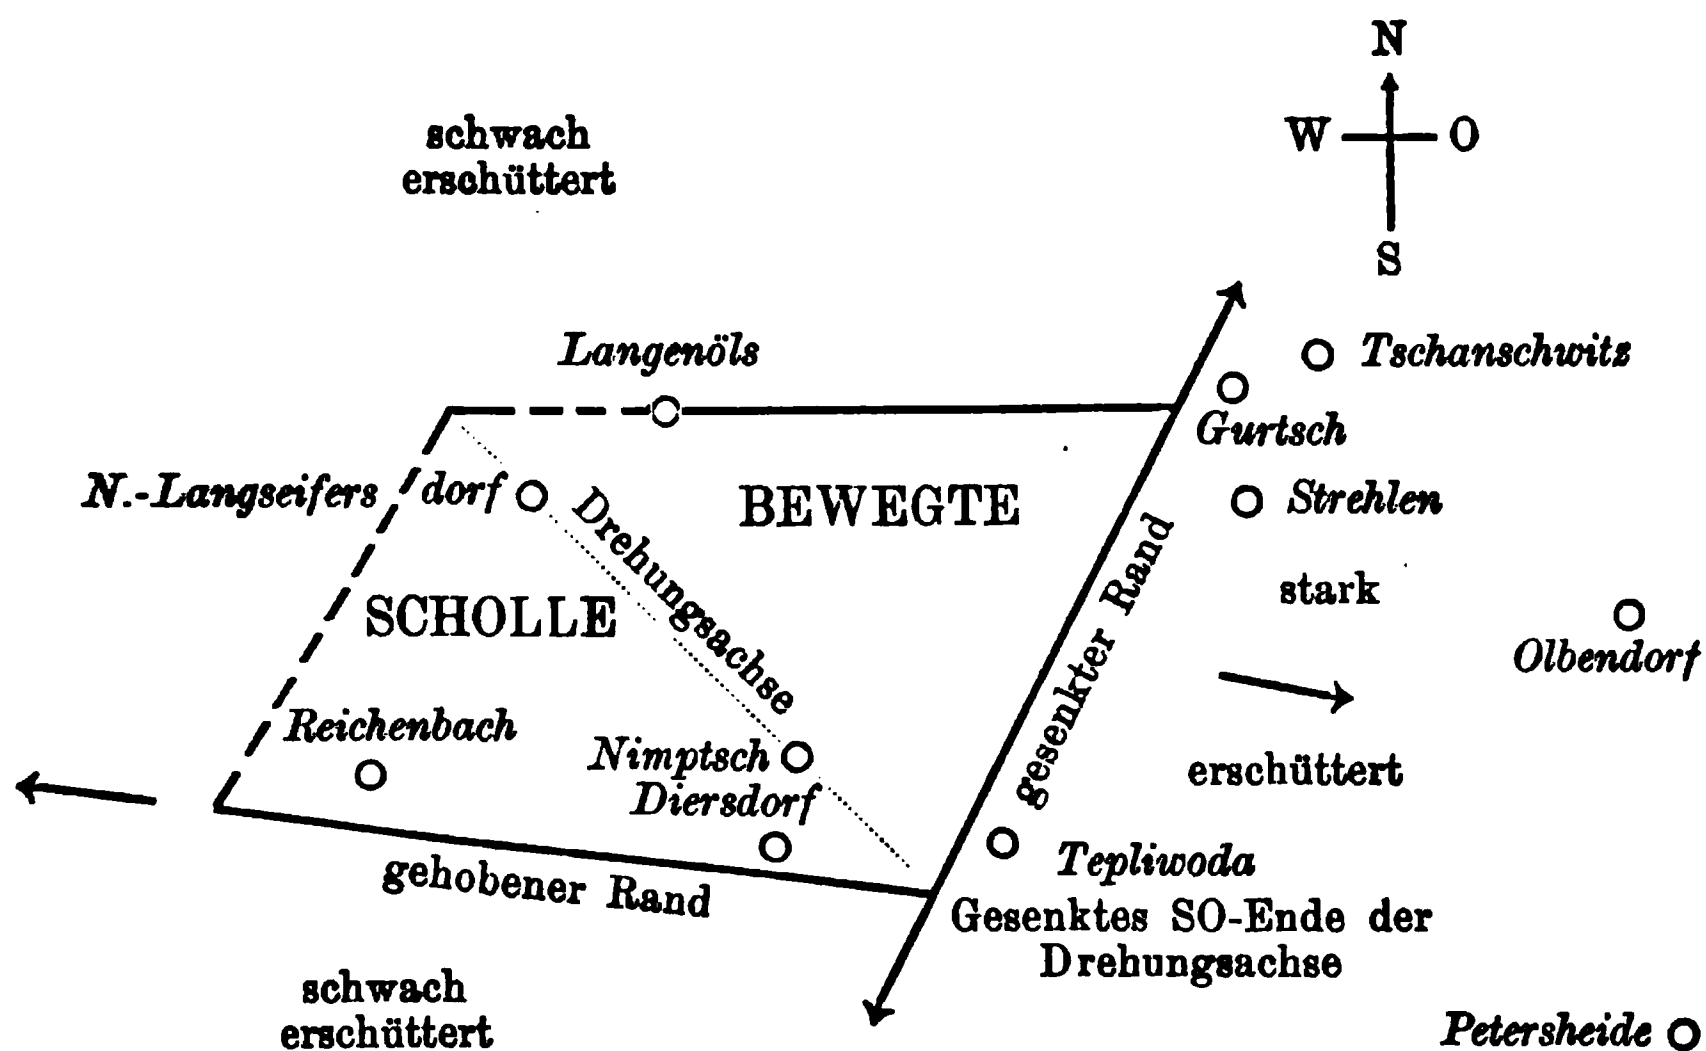 N
schwach
W O
erschüttert
S
Langenöls
Tschanschwitz
Gurtsch
N.-Langseifers dorf
Drehungsachse
BEWEGTE
Strehlen
gesenkter Rand
stark
SCHOLLE
Olbendorf
Reichenbach
Nimptsch
Diersdorf
erschüttert
Tepliwoda
gehobener Rand
Gesenktes SO-Ende der
Drehungsachse
schwach
erschüttert
Petersheide